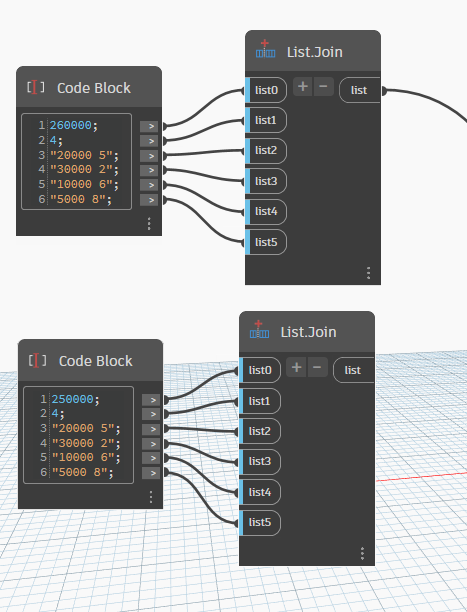 List.Join
Code Block
list0 + − list
1 260000; >
list1
2 4; >
3 "20000 5"; >
list2
4 "30000 2"; >
list3
5 "10000 6"; >
6 "5000 8"; >
list4
list5
List.Join
Code Block
list0 + − list
1 250000; >
list1
2 4; >
3 "20000 5"; >
list2
4 "30000 2"; >
5 "10000 6"; >
list3
6 "5000 8"; >
list4
list5